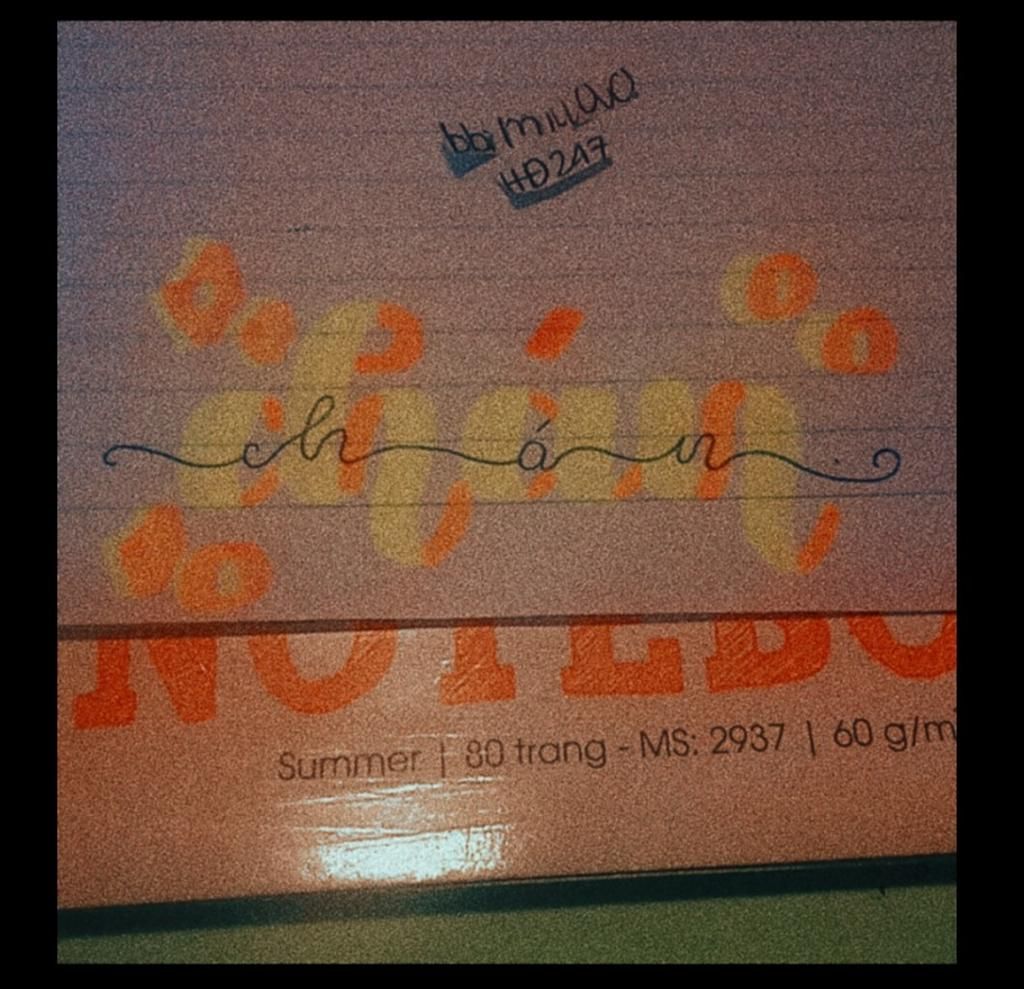 HĐ247
chán
chán
NOTEBO
Summer | 80 trang - MS: 2937 | 60 g/m